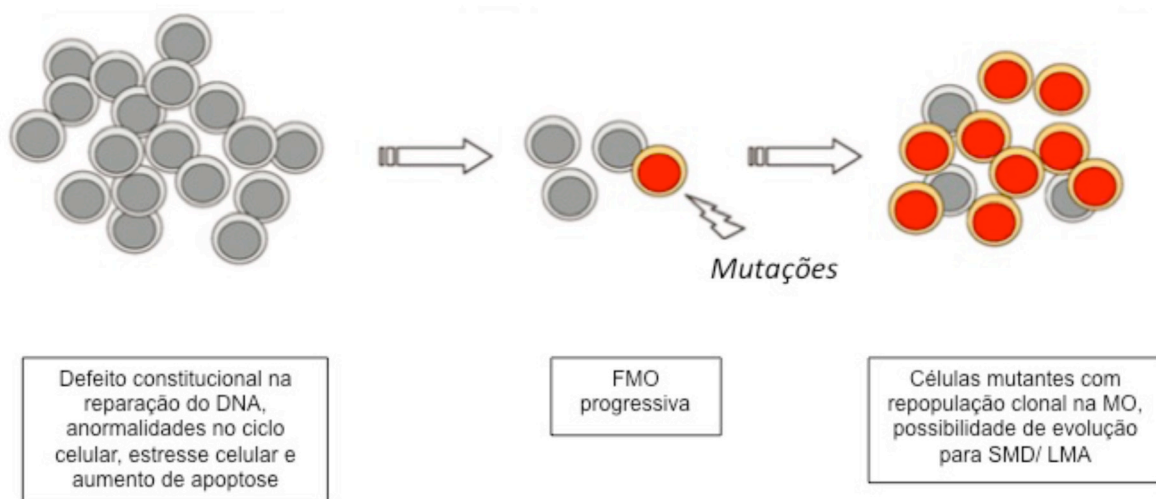 Mutações
Defeito constitucional na
reparação do DNA,
anormalidades no ciclo
celular, estresse celular e
aumento de apoptose
FMO
progressiva
Células mutantes com
repopulação clonal na MO,
possibilidade de evolução
para SMD/ LMA